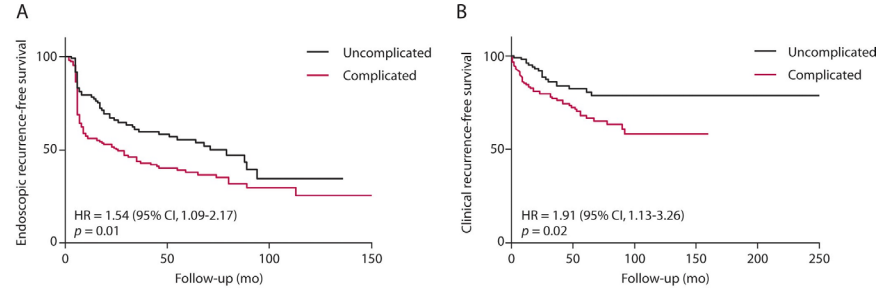 A
Endoscopic recurrence-free survival
100
50
0
Uncomplicated
Complicated
HR = 1.54 (95% CI, 1.09-2.17)
p = 0.01
0 50 100 150
Follow-up (mo)
B
Clinical recurrence-free survival
100
50
0
Uncomplicated
Complicated
HR = 1.91 (95% CI, 1.13-3.26)
p = 0.02
0 50 100 150 200 250
Follow-up (mo)